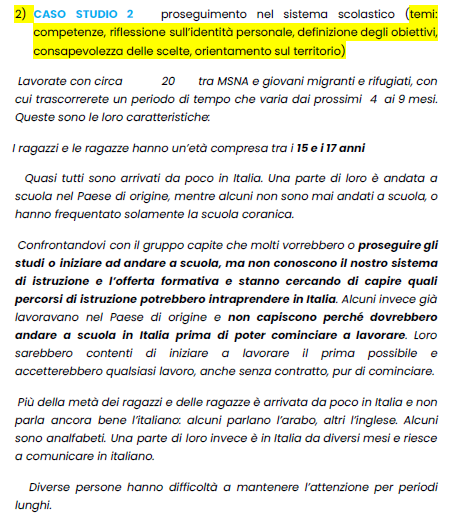 2) CASO STUDIO 2 proseguimento nel sistema scolastico (temi:
competenze, riflessione sull'identità personale, definizione degli obiettivi,
consapevolezza delle scelte, orientamento sul territorio)
Lavorate con circa 20 tra MSNA e giovani migranti e rifugiati, con
cui trascorrerete un periodo di tempo che varia dai prossimi 4 ai 9 mesi.
Queste sono le loro caratteristiche:
I ragazzi e le ragazze hanno un'età compresa tra i 15 e i 17 anni
Quasi tutti sono arrivati da poco in Italia. Una parte di loro è andata a
scuola nel Paese di origine, mentre alcuni non sono mai andati a scuola, o
hanno frequentato solamente la scuola coranica.
Confrontandovi con il gruppo capite che molti vorrebbero o proseguire gli
studi o iniziare ad andare a scuola, ma non conoscono il nostro sistema
di istruzione e l'offerta formativa e stanno cercando di capire quali
percorsi di istruzione potrebbero intraprendere in Italia. Alcuni invece già
lavoravano nel Paese di origine e non capiscono perché dovrebbero
andare a scuola in Italia prima di poter cominciare a lavorare. Loro
sarebbero contenti di iniziare a lavorare il prima possibile e
accetterebbero qualsiasi lavoro, anche senza contratto, pur di cominciare.
Più della metà dei ragazzi e delle ragazze è arrivata da poco in Italia e non
parla ancora bene l'italiano: alcuni parlano l'arabo, altri l'inglese. Alcuni
sono analfabeti. Una parte di loro invece è in Italia da diversi mesi e riesce
a comunicare in italiano.
Diverse persone hanno difficoltà a mantenere l'attenzione per periodi
lunghi.